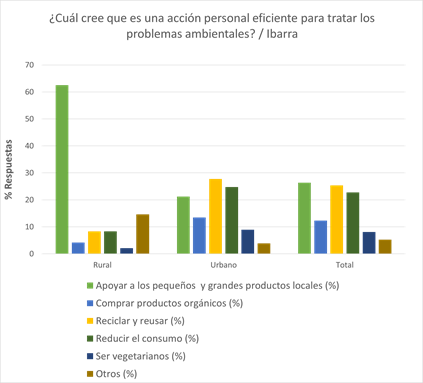 ¿Cuál cree que es una acción personal eficiente para tratar los
problemas ambientales? / Ibarra
% Respuestas
70
60
50
40
30
20
10
0
Rural
Urbano
Total
Apoyar a los pequeños y grandes productos locales (%)
Comprar productos orgánicos (%)
Reciclar y reusar (%)
Reducir el consumo (%)
Ser vegetarianos (%)
Otros (%)